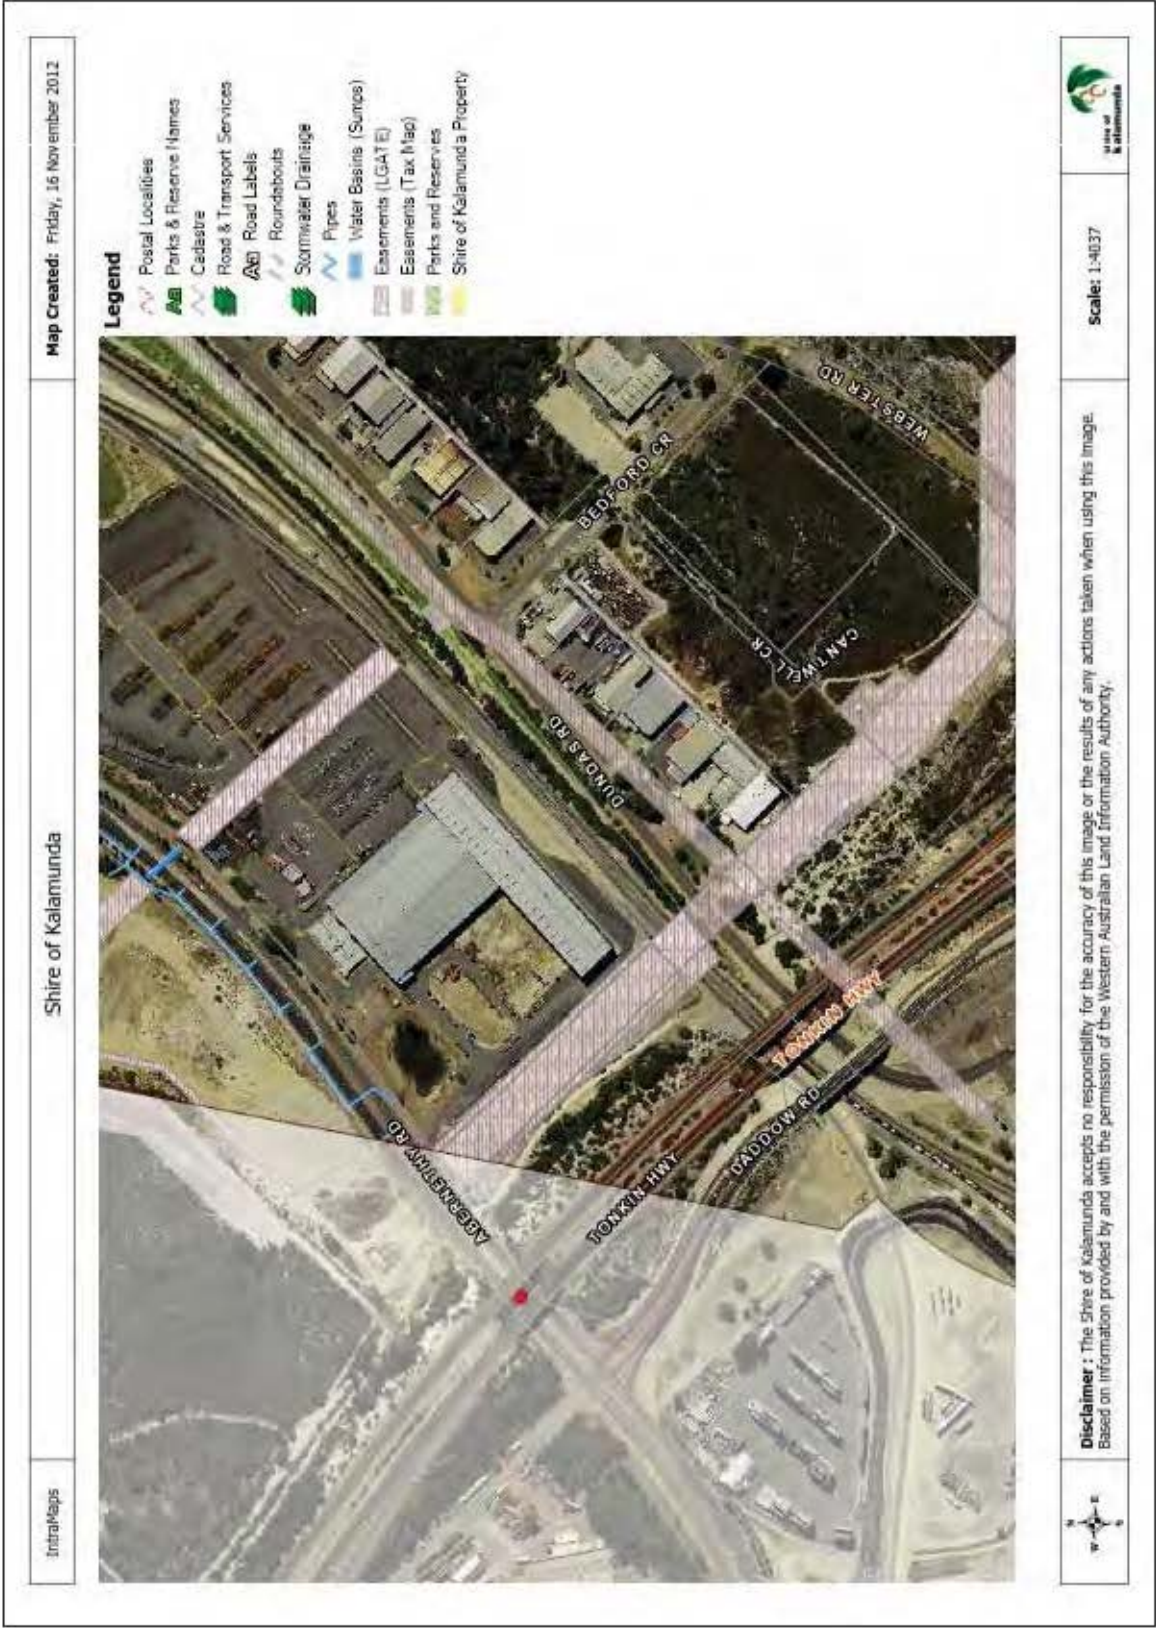 IntraMaps
Shire of Kalamunda
Map Created: Friday, 16 November 2012
Legend
Postal Localities
Parks & Reserve Names
Cadastre
Road & Transport Services
Road Labels
Roundabouts
Stormwater Drainage
Pipes
Water Basins (Sumps)
Easements (LGATE)
Easements (Tax Map)
Parks and Reserves
Shire of Kalamunda Property
ABERNETHY RD
TONKIN HWY
DADDOW RD
TONKIN HWY
DUNDAS RD
CANTWELL CR
BEDFORD CR
WEBSTER RD
N
W
E
S
Disclaimer : The Shire of Kalamunda accepts no responsibility for the accuracy of this image or the results of any actions taken when using this image.
Based on information provided by and with the permission of the Western Australian Land Information Authority.
Scale: 1:4037
shire of
kalamunda